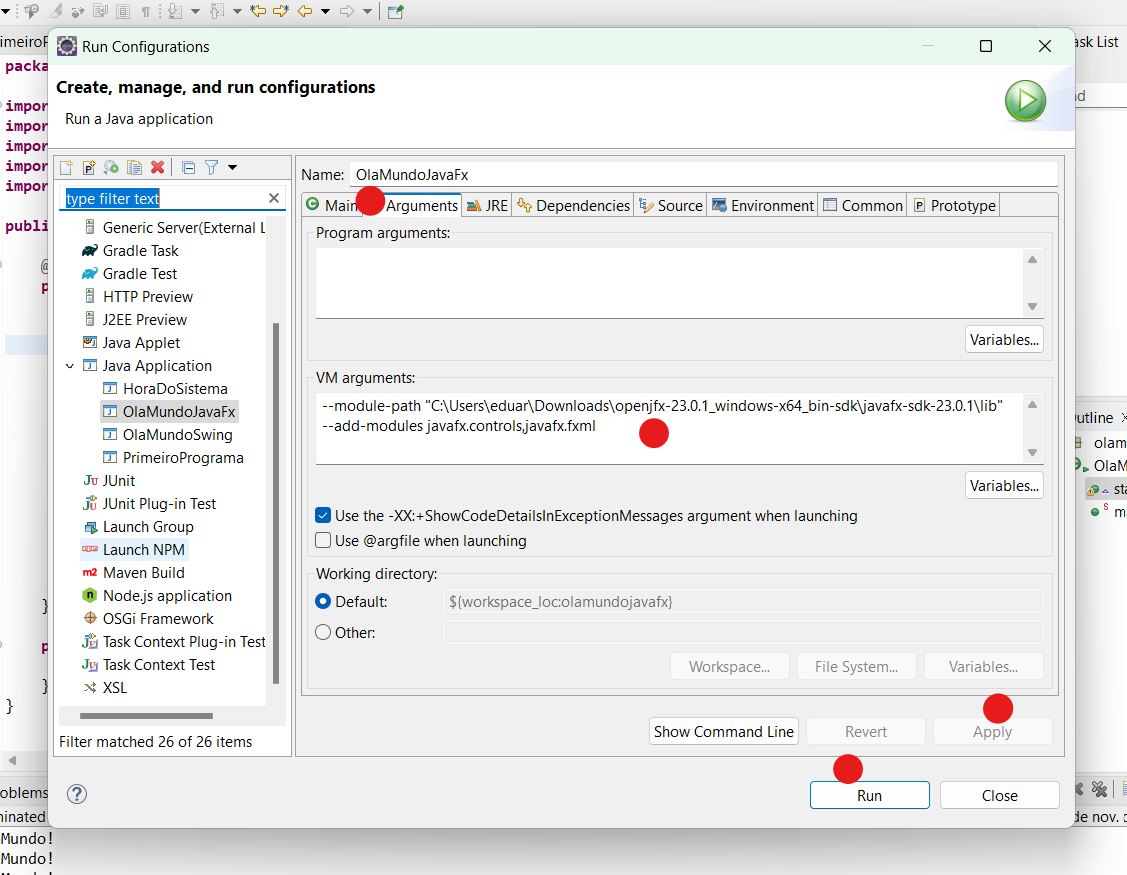 imeiroP
Run Configurations
ask List
packa
Create, manage, and run configurations
Run a Java application
impor
impor
impor
impor
impor
publi
type filter text
Generic Server(External L
Gradle Task
Gradle Test
HTTP Preview
J2EE Preview
Java Applet
Java Application
HoraDoSistema
OlaMundoJavaFx
OlaMundoSwing
PrimeiroPrograma
JUnit
JUnit Plug-in Test
Launch Group
Launch NPM
Maven Build
Node.js application
OSGi Framework
Task Context Plug-in Test
Task Context Test
XSL
Filter matched 26 of 26 items
Name: OlaMundoJavaFx
Main Arguments JRE Dependencies Source Environment Common Prototype
Program arguments:
Variables...
VM arguments:
--module-path "C:\Users\eduar\Downloads\openjfx-23.0.1_windows-x64_bin-sdk\javafx-sdk-23.0.1\lib"
--add-modules javafx.controls,javafx.fxml
Variables...
Use the -XX:+ShowCodeDetailsInExceptionMessages argument when launching
Use @argfile when launching
Working directory:
Default: ${workspace_loc:olamundojavafx}
Other:
Workspace... File System... Variables...
Show Command Line Revert Apply
Run Close
@
p
}
p
}
}
nd
Outline
olam
OlaM
sta
m
oblems
minated
de nov. d
Mundo!
Mundo!
Mundo!